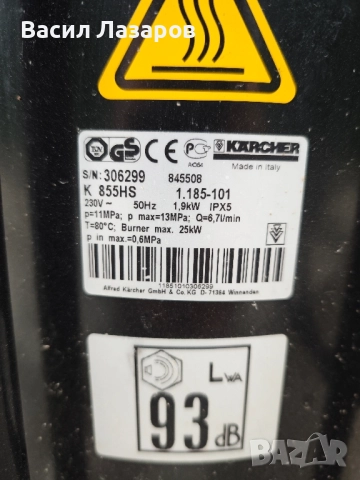 Васил Лазаров
GS
KÄRCHER
Made in Italy
S/N: 306299 845508
K 855HS 1.185-101
230V ~ 50Hz 1,9kW IPX5
p=11MPa; p max=13MPa; Q=6,7l/min
T=80°C; Burner max. 25kW
p in max.=0,6MPa
11851010306299
Alfred Kärcher GmbH & Co. KG D-71364 Winnenden
LWA
93 dB
BAZAR